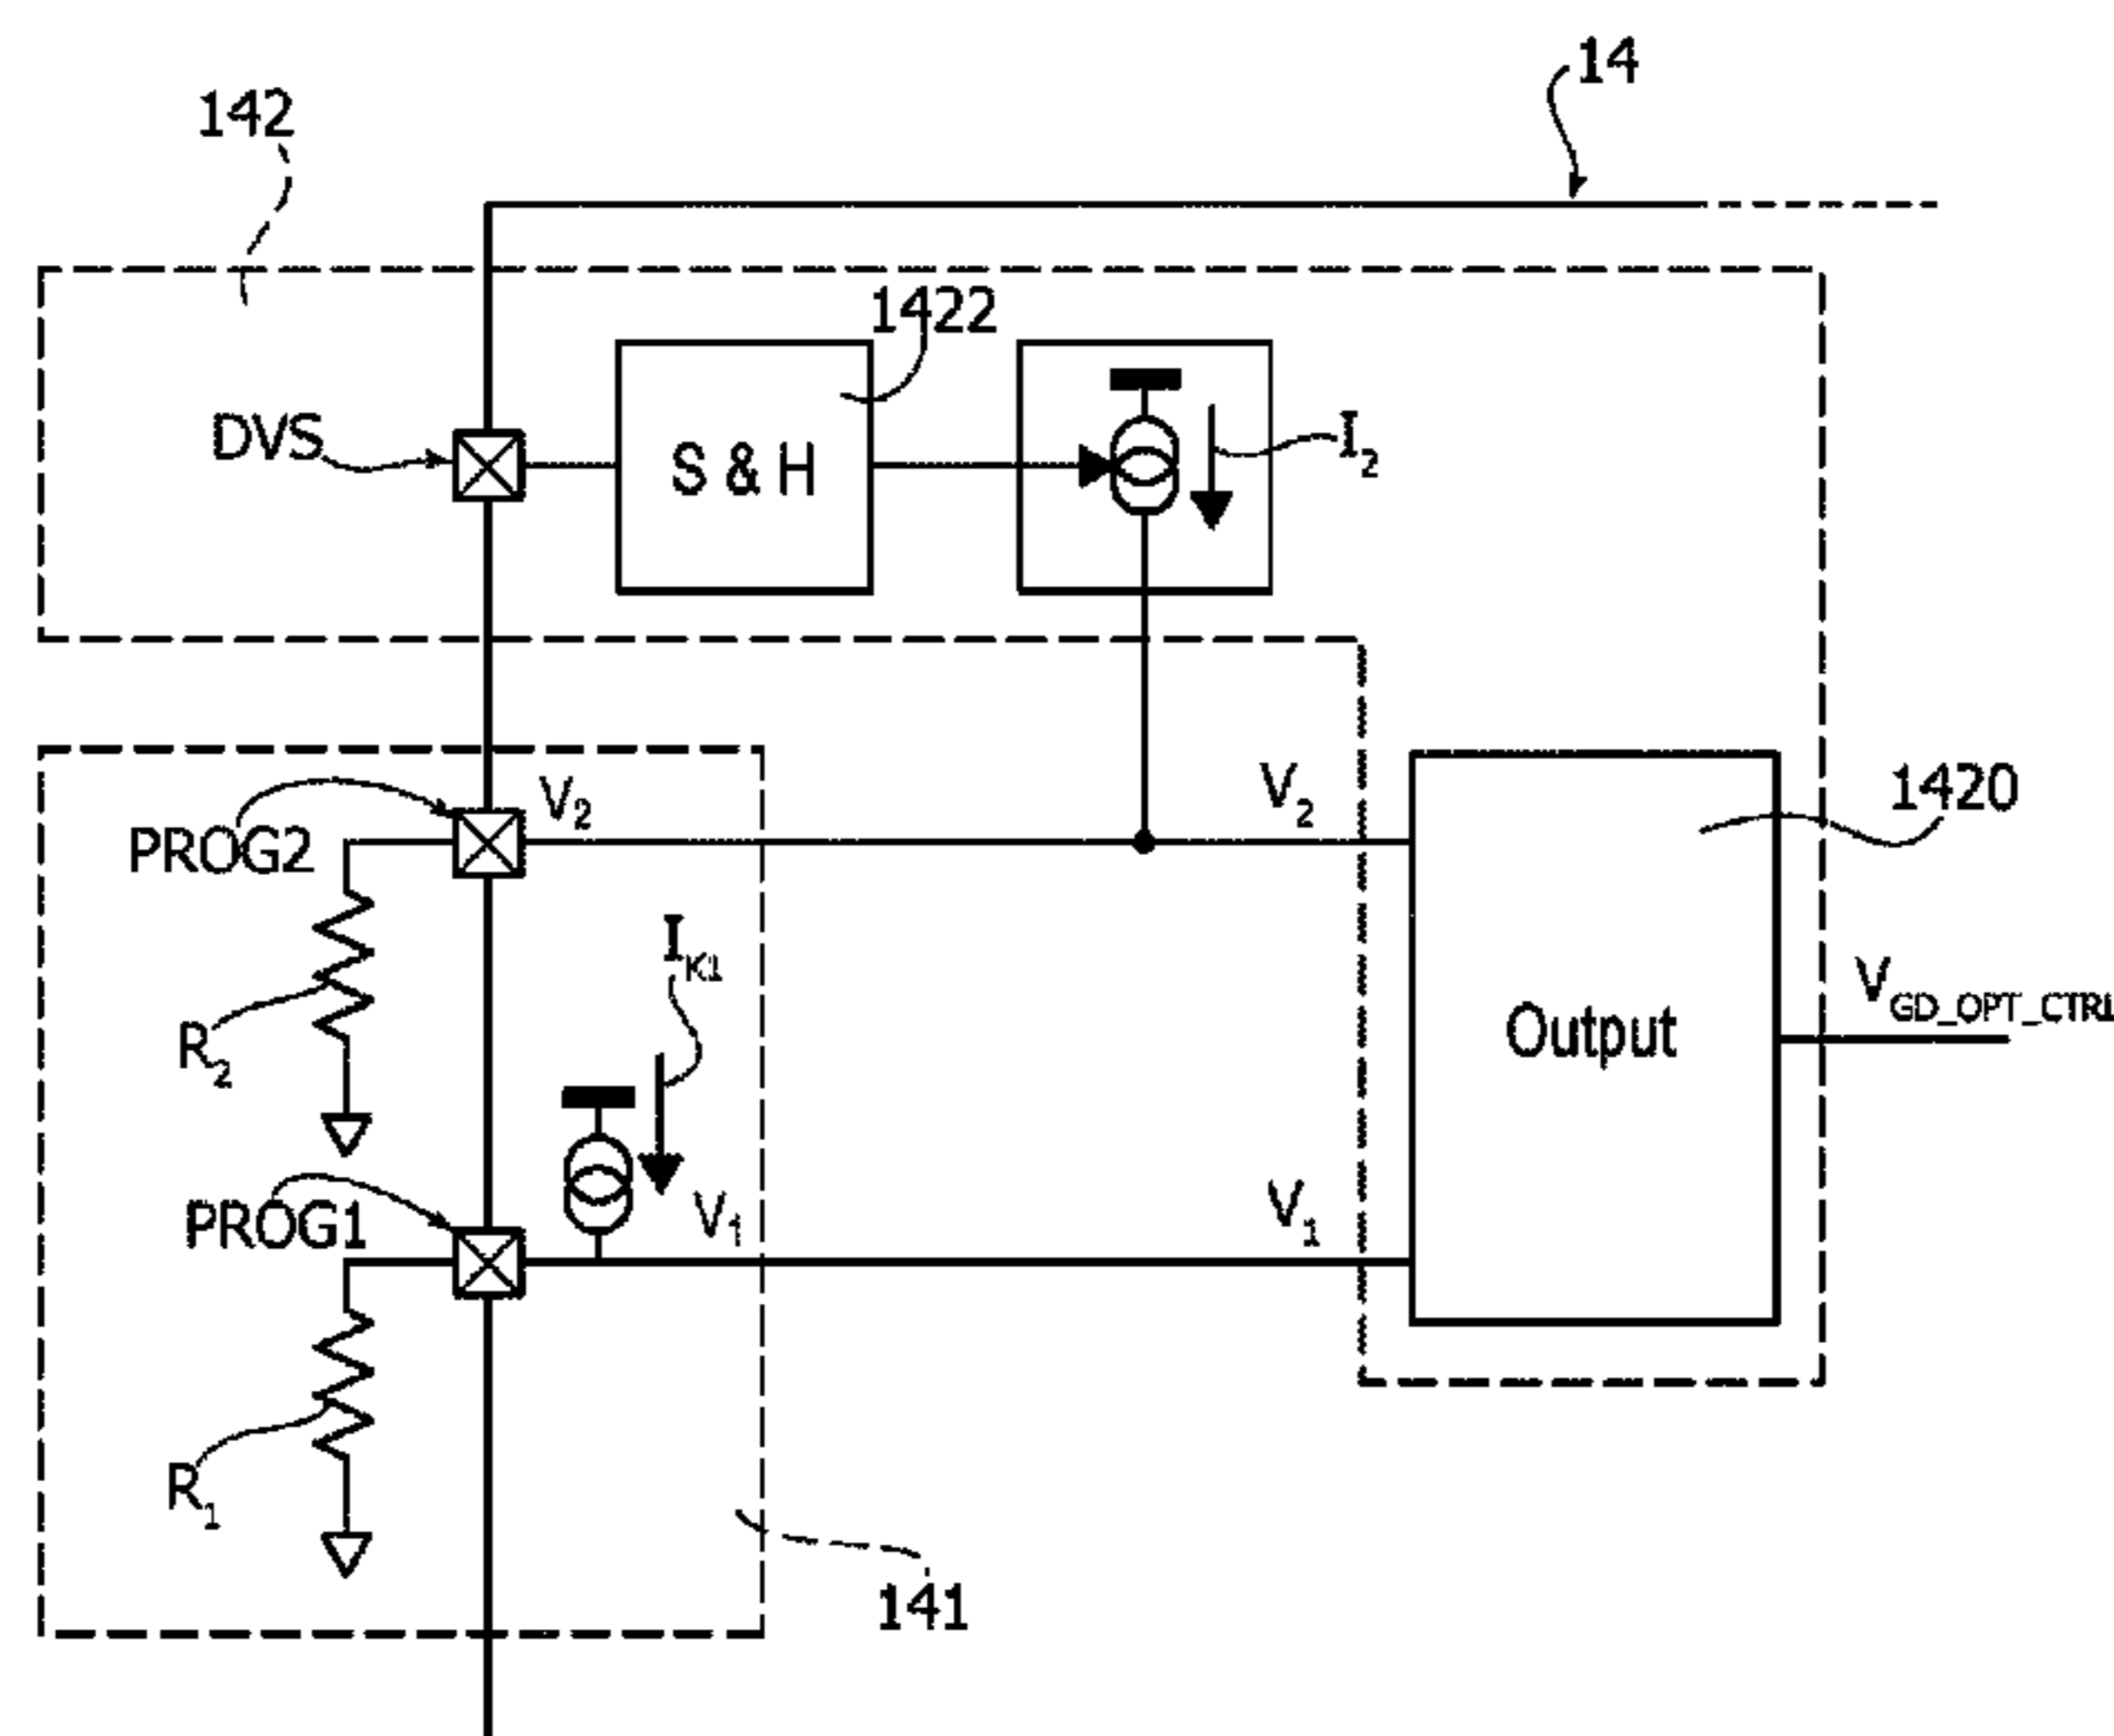 14
142
1422
DVS
S & H
I2
V2
V2
1420
PROG2
IK1
VGD_OPT_CTRL
Output
R2
V1
V1
PROG1
R1
141